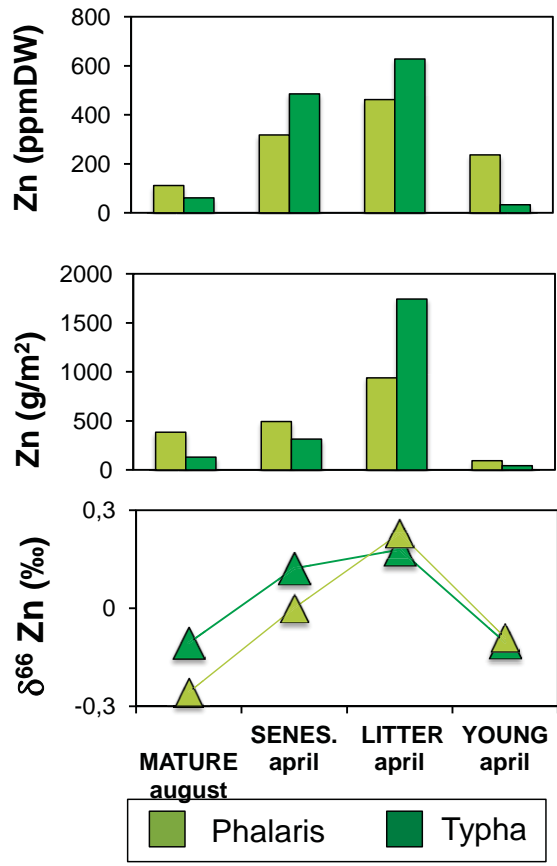 Zn (ppmDW)
800
600
400
200
0
Zn (g/m²)
2000
1500
1000
500
0
δ⁶⁶ Zn (‰)
0,3
0
-0,3
MATURE
august
SENES.
april
LITTER
april
YOUNG
april
Phalaris
Typha